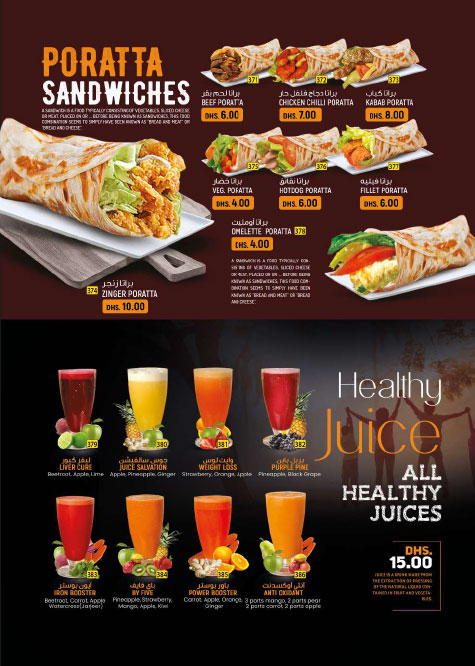 PORATTA
SANDWICHES
A SANDWICH IS A FOOD TYPICALLY CONSISTING OF VEGETABLES, SLICED CHEESE
OR MEAT, PLACED ON OR ... BEFORE BEING KNOWN AS SANDWICHES, THIS FOOD
COMBINATION SEEMS TO SIMPLY HAVE BEEN KNOWN AS "BREAD AND MEAT" OR
"BREAD AND CHEESE".
371
براتا لحم بقر
BEEF PORATTA
DHS. 6.00
372
براتا دجاج فلفل حار
CHICKEN CHILLI PORATTA
DHS. 7.00
373
براتا كباب
KABAB PORATTA
DHS. 8.00
375
براتا خضار
VEG. PORATTA
DHS. 4.00
376
براتا نقانق
HOTDOG PORATTA
DHS. 6.00
377
براتا فيليه
FILLET PORATTA
DHS. 6.00
براتا أومليت
OMELETTE PORATTA 378
DHS. 4.00
A SANDWICH IS A FOOD TYPICALLY CON-
SISTING OF VEGETABLES, SLICED CHEESE
OR MEAT, PLACED ON OR ... BEFORE BEING
KNOWN AS SANDWICHES, THIS FOOD COM-
BINATION SEEMS TO SIMPLY HAVE BEEN
KNOWN AS "BREAD AND MEAT" OR "BREAD
AND CHEESE".
374
براتا زنجر
ZINGER PORATTA
DHS. 10.00
Healthy
Juice
ALL
HEALTHY
JUICES
DHS.
15.00
JUICE IS A DRINK MADE FROM
THE EXTRACTION OR PRESSING
OF THE NATURAL LIQUID CON-
TAINED IN FRUIT AND VEGETA-
BLES.
379
ليفر كيور
LIVER CURE
Beetroot, Apple, Lime
380
جوس سالفيشن
JUICE SALVATION
Apple, Pineapple, Ginger
381
وايت لوس
WEIGHT LOSS
Strawberry, Orange, Apple
382
بربل باين
PURPLE PINE
Pineapple, Black Grape
383
آيون بوستر
IRON BOOSTER
Beetroot, Carrot, Apple
Watercress(Jarjeer)
384
باي فايف
BY FIVE
Pineapple, Strawberry,
Mango, Apple, Kiwi
385
باور بوستر
POWER BOOSTER
Carrot, Apple, Orange,
Ginger
386
أنتي أوكسدنت
ANTI OXIDANT
3 parts mango, 2 parts pear
2 parts carrot, 2 parts apple